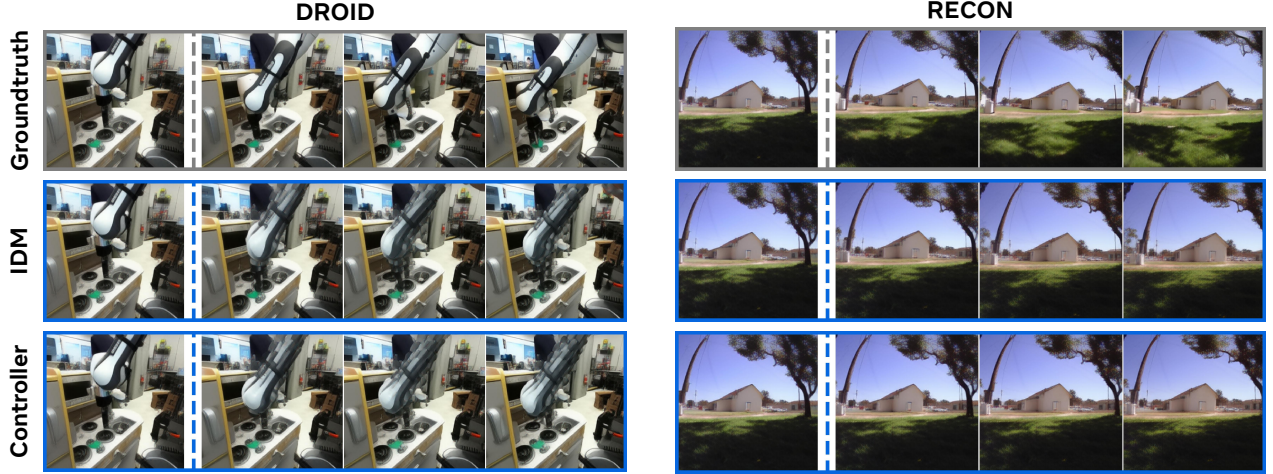 DROID
RECON
Groundtruth
IDM
Controller